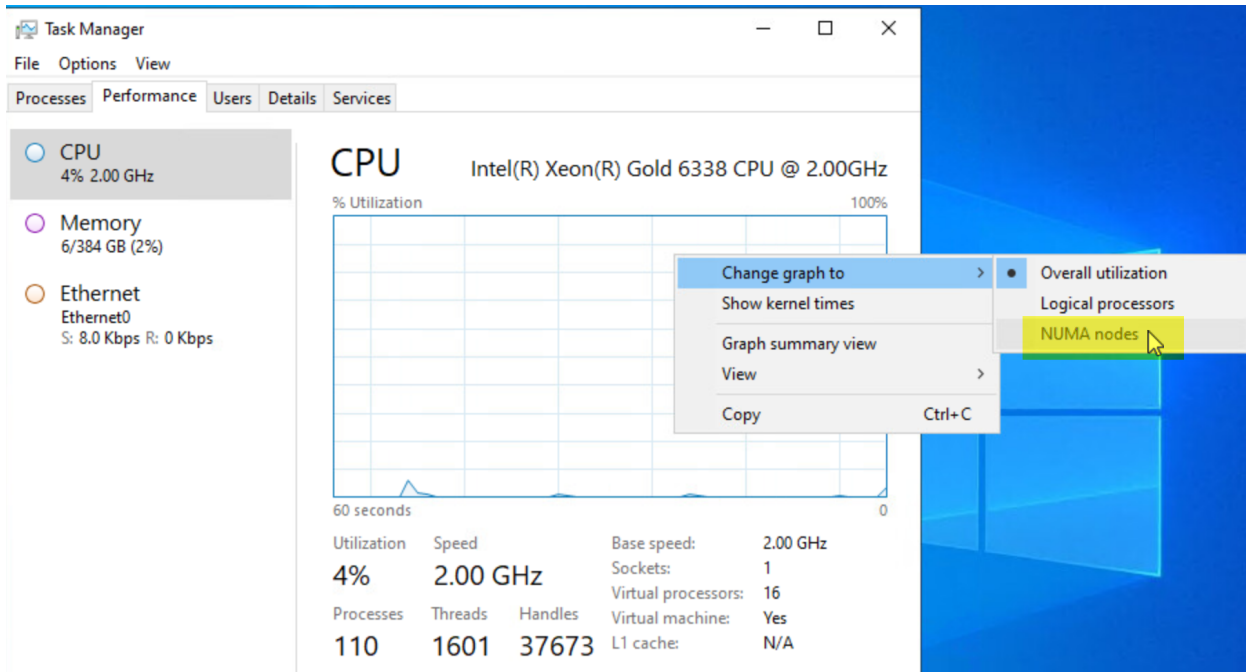 Task Manager
File Options View
Processes Performance Users Details Services
CPU
4% 2.00 GHz
Memory
6/384 GB (2%)
Ethernet
Ethernet0
S: 8.0 Kbps R: 0 Kbps
CPU Intel(R) Xeon(R) Gold 6338 CPU @ 2.00GHz
% Utilization 100%
Change graph to
Show kernel times
Graph summary view
View
Copy Ctrl+C
Overall utilization
Logical processors
NUMA nodes
60 seconds 0
Utilization Speed
4% 2.00 GHz
Processes Threads Handles
110 1601 37673
Base speed: 2.00 GHz
Sockets: 1
Virtual processors: 16
Virtual machine: Yes
L1 cache: N/A